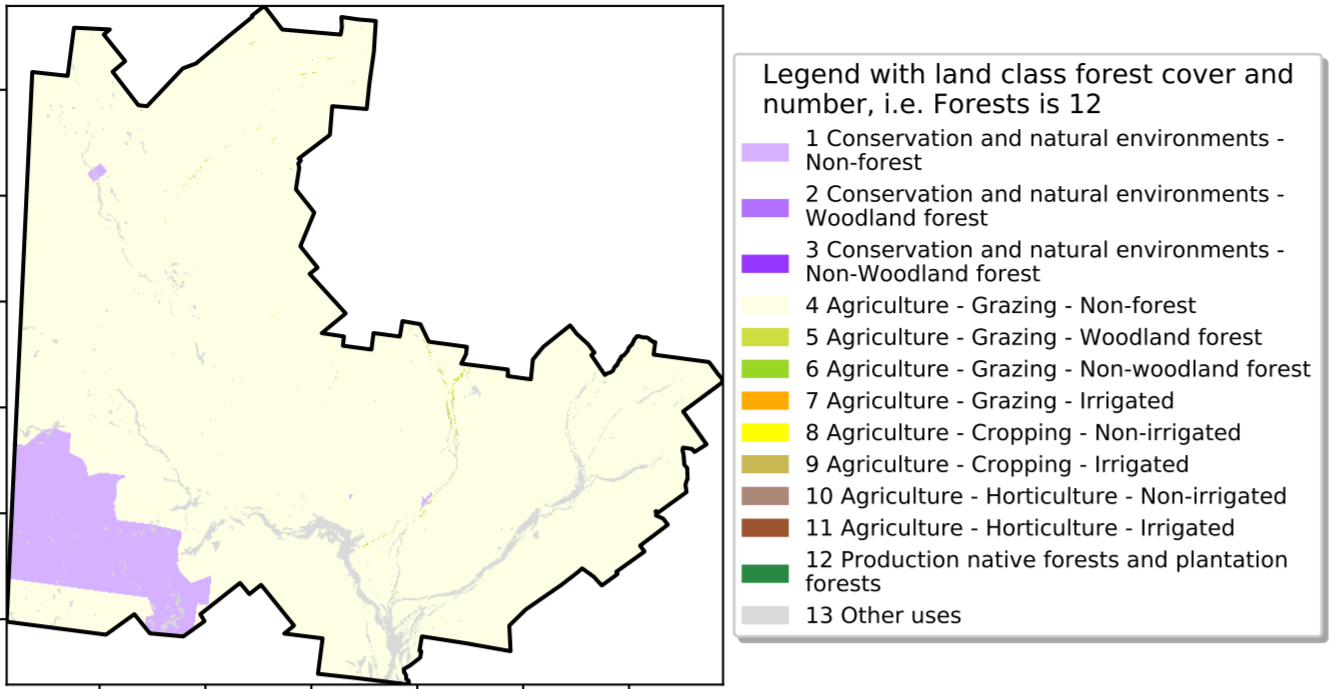 Legend with land class forest cover and
number, i.e. Forests is 12
1 Conservation and natural environments -
Non-forest
2 Conservation and natural environments -
Woodland forest
3 Conservation and natural environments -
Non-Woodland forest
4 Agriculture - Grazing - Non-forest
5 Agriculture - Grazing - Woodland forest
6 Agriculture - Grazing - Non-woodland forest
7 Agriculture - Grazing - Irrigated
8 Agriculture - Cropping - Non-irrigated
9 Agriculture - Cropping - Irrigated
10 Agriculture - Horticulture - Non-irrigated
11 Agriculture - Horticulture - Irrigated
12 Production native forests and plantation
forests
13 Other uses